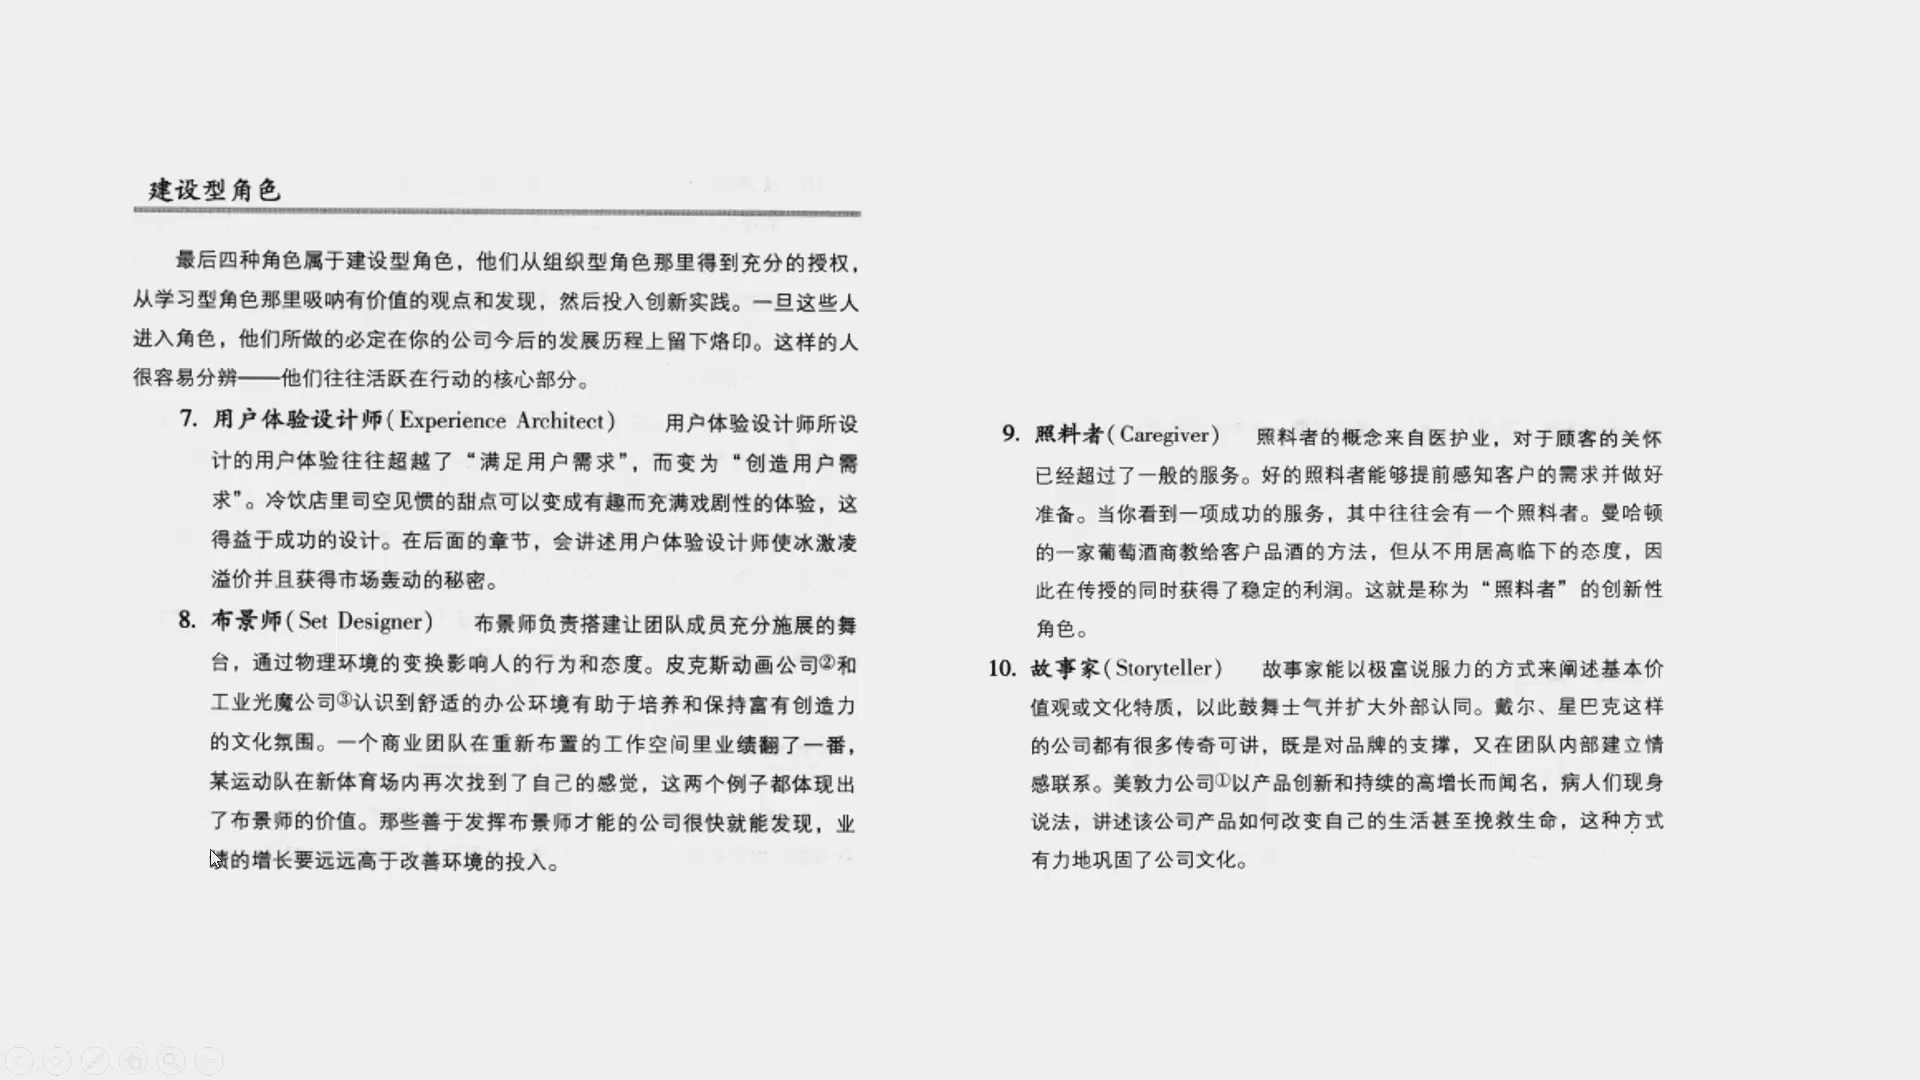 建设型角色
最后四种角色属于建设型角色，他们从组织型角色那里得到充分的授权，
从学习型角色那里吸呐有价值的观点和发现，然后投入创新实践。一旦这些人
进入角色，他们所做的必定在你的公司今后的发展历程上留下烙印。这样的人
很容易分辨——他们往往活跃在行动的核心部分。
7. 用户体验设计师(Experience Architect) 用户体验设计师所设
计的用户体验往往超越了“满足用户需求”，而变为“创造用户需
求”。冷饮店里司空见惯的甜点可以变成有趣而充满戏剧性的体验，这
得益于成功的设计。在后面的章节，会讲述用户体验设计师使冰激凌
溢价并且获得市场轰动的秘密。
8. 布景师(Set Designer) 布景师负责搭建让团队成员充分施展的舞
台，通过物理环境的变换影响人的行为和态度。皮克斯动画公司②和
工业光魔公司③认识到舒适的办公环境有助于培养和保持富有创造力
的文化氛围。一个商业团队在重新布置的工作空间里业绩翻了一番，
某运动队在新体育场内再次找到了自己的感觉，这两个例子都体现出
了布景师的价值。那些善于发挥布景师才能的公司很快就能发现，业
绩的增长要远远高于改善环境的投入。
9. 照料者(Caregiver) 照料者的概念来自医护业，对于顾客的关怀
已经超过了一般的服务。好的照料者能够提前感知客户的需求并做好
准备。当你看到一项成功的服务，其中往往会有一个照料者。曼哈顿
的一家葡萄酒商教给客户品酒的方法，但从不用居高临下的态度，因
此在传授的同时获得了稳定的利润。这就是称为“照料者”的创新性
角色。
10. 故事家(Storyteller) 故事家能以极富说服力的方式来阐述基本价
值观或文化特质，以此鼓舞士气并扩大外部认同。戴尔、星巴克这样
的公司都有很多传奇可讲，既是对品牌的支撑，又在团队内部建立情
感联系。美敦力公司①以产品创新和持续的高增长而闻名，病人们现身
说法，讲述该公司产品如何改变自己的生活甚至挽救生命，这种方式
有力地巩固了公司文化。